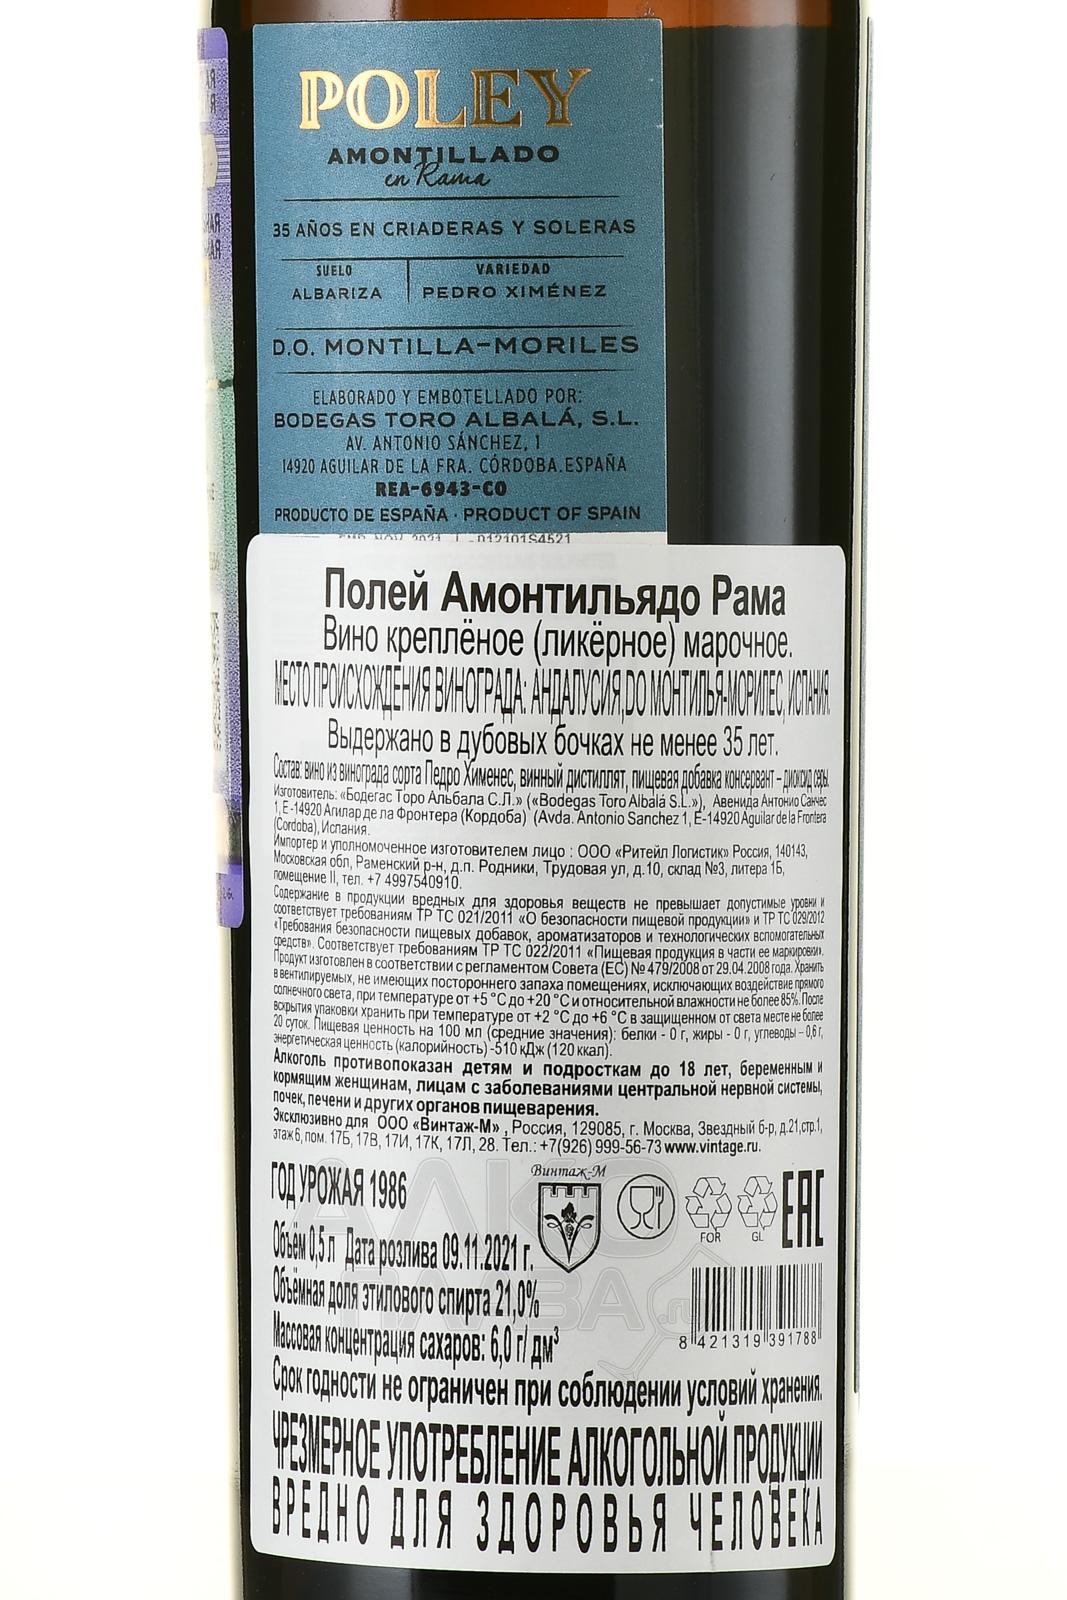 POLEY
AMONTILLADO
en Rama
35 AÑOS EN CRIADERAS Y SOLERAS
SUELO
ALBARIZA
VARIEDAD
PEDRO XIMÉNEZ
D.O. MONTILLA-MORILES
ELABORADO Y EMBOTELLADO POR:
BODEGAS TORO ALBALÁ, S.L.
AV. ANTONIO SÁNCHEZ, 1
14920 AGUILAR DE LA FRA. CÓRDOBA.ESPAÑA
REA-6943-CO
PRODUCTO DE ESPAÑA · PRODUCT OF SPAIN
Полей Амонтильядо Рама
Вино креплёное (ликёрное) марочное.
МЕСТО ПРОИСХОЖДЕНИЯ ВИНОГРАДА: АНДАЛУСИЯ,DO МОНТИЛЬЯ-МОРИЛЕС, ИСПАНИЯ.
Выдержано в дубовых бочках не менее 35 лет.
Состав: вино из винограда сорта Педро Хименес, винный дистиллят, пищевая добавка консервант – диоксид серы.
Изготовитель: «Бодегас Торо Альбала С.Л.» («Bodegas Toro Albalá S.L.»), Авенида Антонио Санчес
1, Е -14920 Агилар де ла Фронтера (Кордоба) (Avda. Antonio Sanchez 1, E-14920 Aguilar de la Frontera
(Cordoba), Испания.
Импортер и уполномоченное изготовителем лицо : ООО «Ритейл Логистик» Россия, 140143,
Московская обл, Раменский р-н, д.п. Родники, Трудовая ул, д.10, склад №3, литера 1Б,
помещение II, тел. +7 4997540910.
Содержание в продукции вредных для здоровья веществ не превышает допустимые уровни и
соответствует требованиям ТР ТС 021/2011 «О безопасности пищевой продукции» и ТР ТС 029/2012
«Требования безопасности пищевых добавок, ароматизаторов и технологических вспомогательных
средств». Соответствует требованиям ТР ТС 022/2011 «Пищевая продукция в части ее маркировки».
Продукт изготовлен в соответствии с регламентом Совета (ЕС) № 479/2008 от 29.04.2008 года. Хранить
в вентилируемых, не имеющих постороннего запаха помещениях, исключающих воздействие прямого
солнечного света, при температуре от +5 °С до +20 °С и относительной влажности не более 85%. После
вскрытия упаковки хранить при температуре от +2 °С до +6 °С в защищенном от света месте не более
20 суток. Пищевая ценность на 100 мл (средние значения): белки - 0 г, жиры - 0 г, углеводы – 0,6 г,
энергетическая ценность (калорийность) -510 кДж (120 ккал).
Алкоголь противопоказан детям и подросткам до 18 лет, беременным и
кормящим женщинам, лицам с заболеваниями центральной нервной системы,
почек, печени и других органов пищеварения.
Эксклюзивно для ООО «Винтаж-М» , Россия, 129085, г. Москва, Звездный б-р, д.21,стр.1,
этаж 6, пом. 17Б, 17В, 17И, 17К, 17Л, 28. Тел.: +7(926) 999-56-73 www.vintage.ru.
ГОД УРОЖАЯ 1986
Винтаж-М
FOR
GL
EAC
Объём 0,5 л Дата розлива 09.11.2021 г.
Объёмная доля этилового спирта 21,0%
Массовая концентрация сахаров: 6,0 г/ дм³
8 421319 391788
Срок годности не ограничен при соблюдении условий хранения.
ЧРЕЗМЕРНОЕ УПОТРЕБЛЕНИЕ АЛКОГОЛЬНОЙ ПРОДУКЦИИ
ВРЕДНО ДЛЯ ЗДОРОВЬЯ ЧЕЛОВЕКА